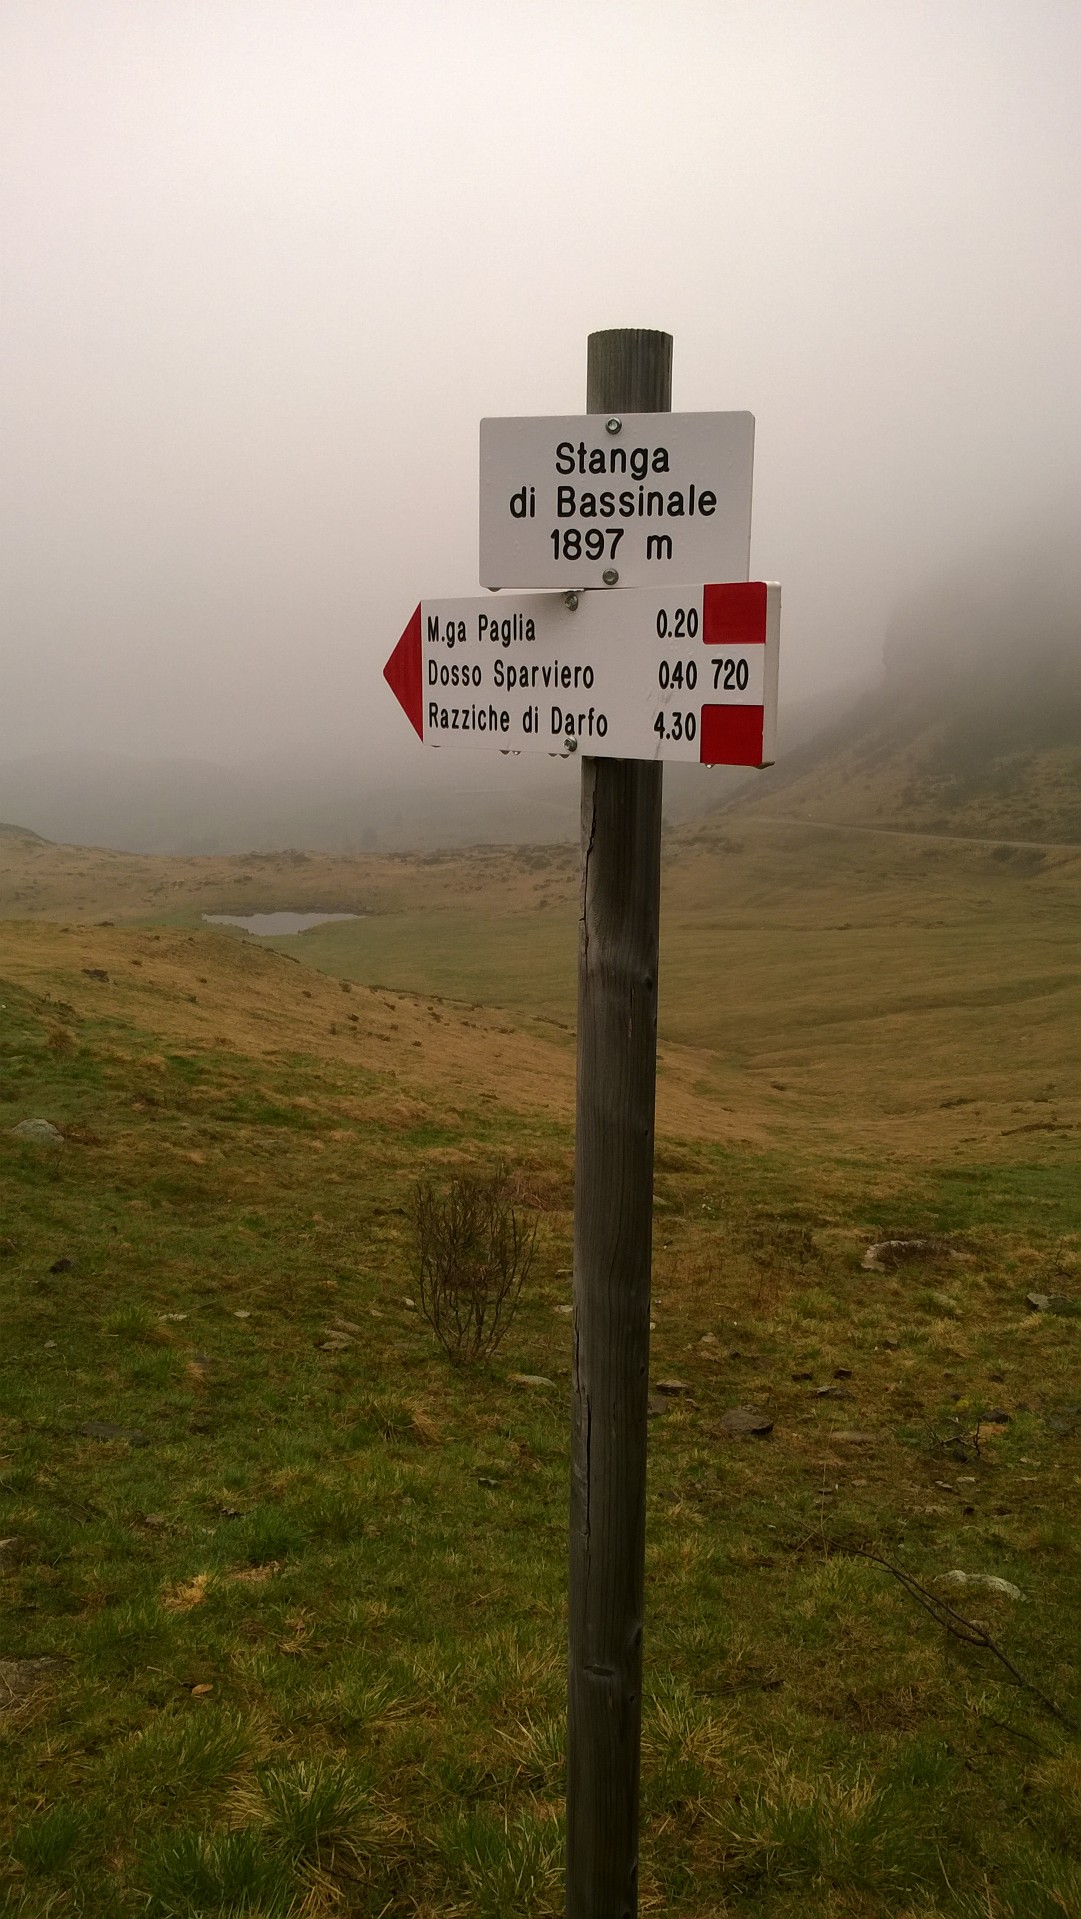 Stanga
di Bassinale
1897 m
M.ga Paglia 0.20
Dosso Sparviero 0.40 720
Razziche di Darfo 4.30